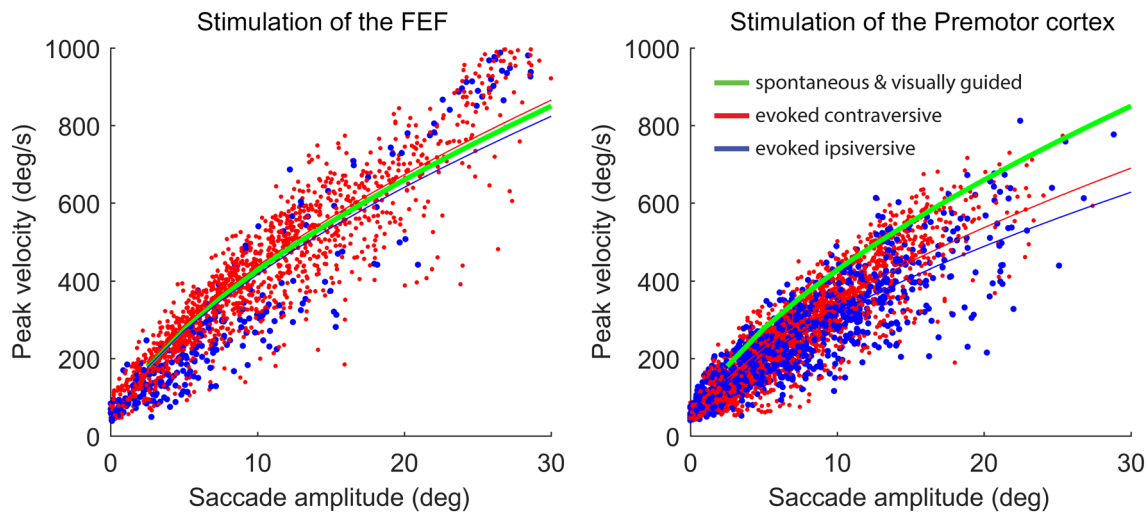 Stimulation of the FEF
1000
800
600
400
200
0
Peak velocity (deg/s)
0 10 20 30
Saccade amplitude (deg)
Stimulation of the Premotor cortex
1000
800
600
400
200
0
Peak velocity (deg/s)
spontaneous & visually guided
evoked contraversive
evoked ipsiversive
0 10 20 30
Saccade amplitude (deg)